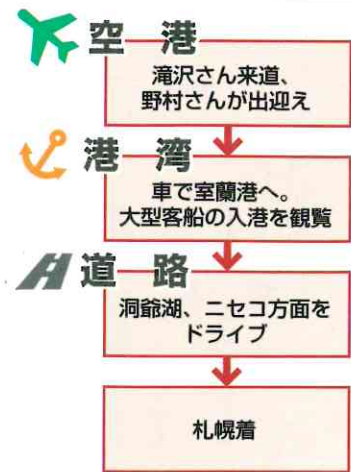 空港
滝沢さん来道、
野村さんが出迎え
港湾
車で室蘭港へ。
大型客船の入港を観覧
道路
洞爺湖、ニセコ方面を
ドライブ
札幌着